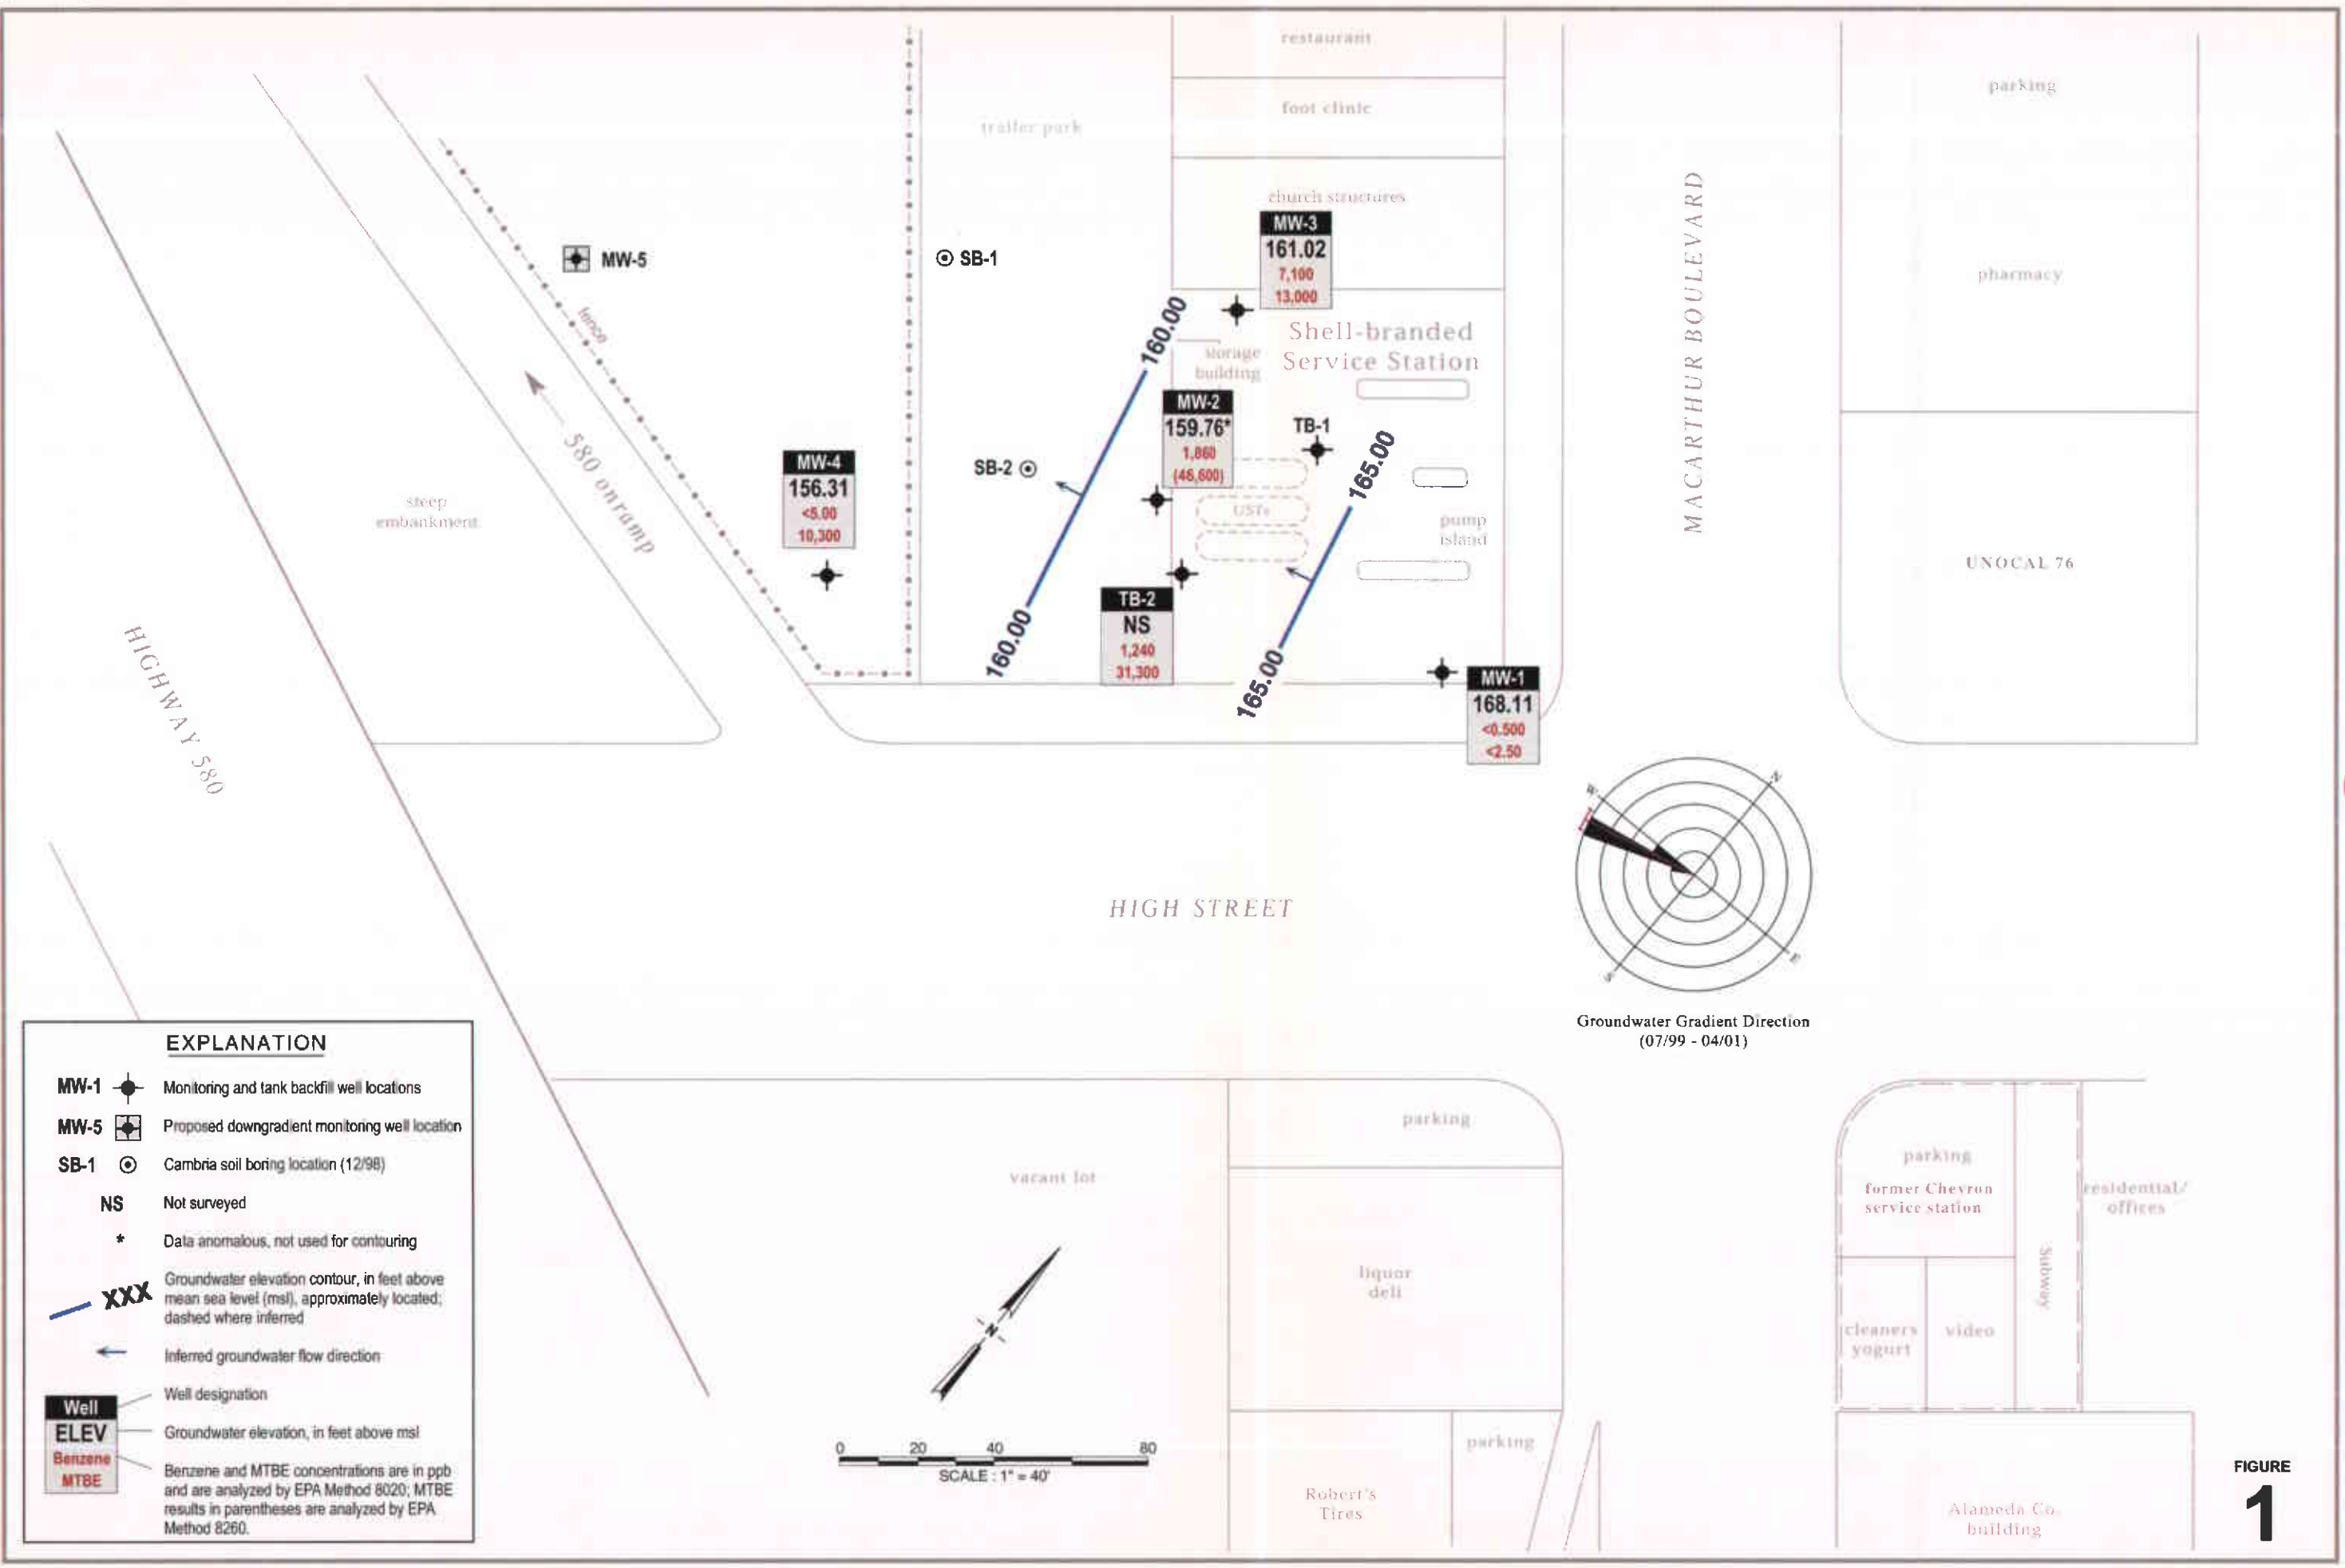 restaurant
foot clinic
trailer park
church structures
parking
pharmacy
UNOCAL 76
MACARTHUR BOULEVARD
MW-3
161.02
7,100
13,000
MW-5
SB-1
fence
160.00
Shell-branded
Service Station
storage
building
MW-2
159.76*
1,860
(46,600)
TB-1
165.00
SB-2
MW-4
156.31
<5.00
10,300
580 onramp
steep
embankment
USTs
pump
island
160.00
TB-2
NS
1,240
31,300
165.00
MW-1
168.11
<0.500
<2.50
HIGHWAY 580
HIGH STREET
N
W
E
S
Groundwater Gradient Direction
(07/99 - 04/01)
EXPLANATION
MW-1 Monitoring and tank backfill well locations
MW-5 Proposed downgradient monitoring well location
SB-1 Cambria soil boring location (12/98)
NS Not surveyed
* Data anomalous, not used for contouring
XXX Groundwater elevation contour, in feet above
mean sea level (msl), approximately located;
dashed where inferred
Inferred groundwater flow direction
Well designation
Groundwater elevation, in feet above msl
Benzene and MTBE concentrations are in ppb
and are analyzed by EPA Method 8020; MTBE
results in parentheses are analyzed by EPA
Method 8260.
Well
ELEV
Benzene
MTBE
vacant lot
N
0 20 40 80
SCALE : 1" = 40'
parking
liquor
deli
parking
Robert's
Tires
parking
former Chevron
service station
Subway
residential/
offices
cleaners
yogurt
video
Alameda Co.
building
FIGURE
1